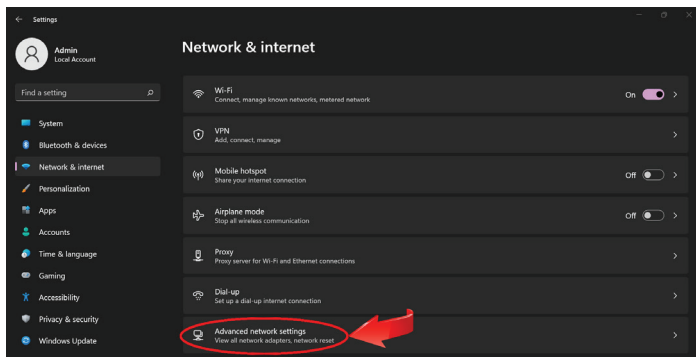 Settings
Admin
Local Account
Find a setting
System
Bluetooth & devices
Network & internet
Personalization
Apps
Accounts
Time & language
Gaming
Accessibility
Privacy & security
Windows Update
Network & internet
Wi-Fi
Connect, manage known networks, metered network
On
VPN
Add, connect, manage
Mobile hotspot
Share your internet connection
Off
Airplane mode
Stop all wireless communication
Off
Proxy
Proxy server for Wi-Fi and Ethernet connections
Dial-up
Set up a dial-up internet connection
Advanced network settings
View all network adapters, network reset